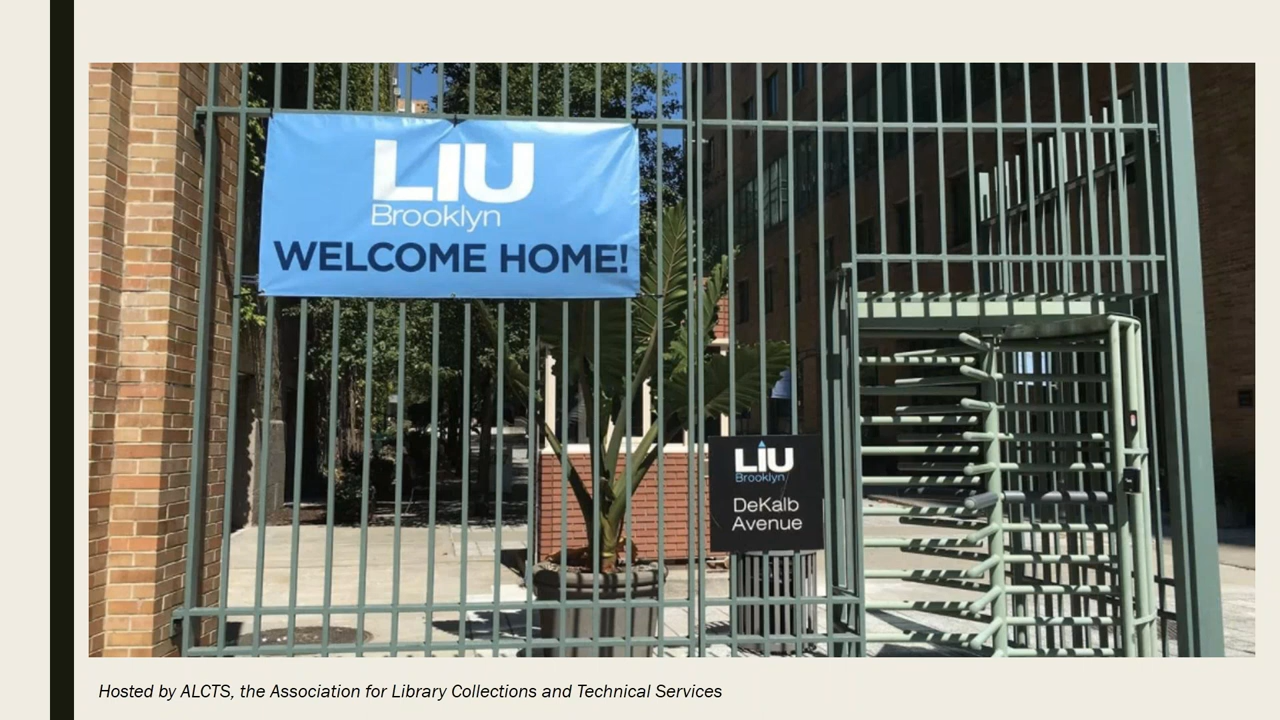 LIU
Brooklyn
WELCOME HOME!
LIU
Brooklyn
DeKalb
Avenue
Hosted by ALCTS, the Association for Library Collections and Technical Services